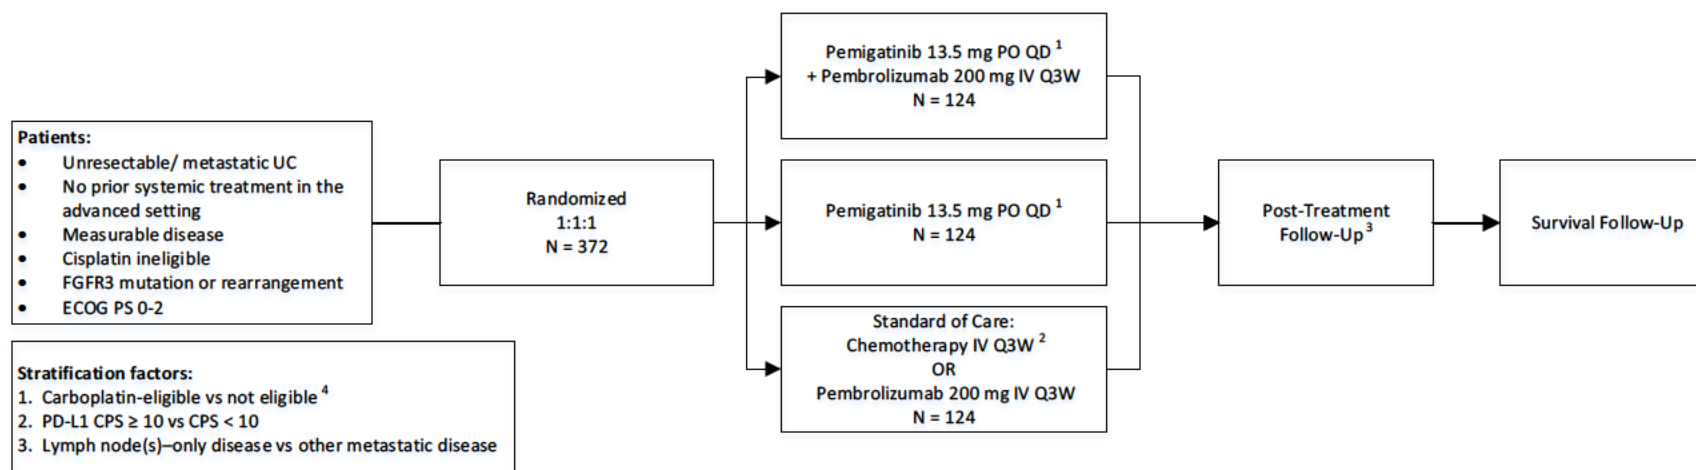 Patients:
• Unresectable/ metastatic UC
• No prior systemic treatment in the
advanced setting
• Measurable disease
• Cisplatin ineligible
• FGFR3 mutation or rearrangement
• ECOG PS 0-2
Stratification factors:
1. Carboplatin-eligible vs not eligible 4
2. PD-L1 CPS ≥ 10 vs CPS < 10
3. Lymph node(s)–only disease vs other metastatic disease
Randomized
1:1:1
N = 372
Pemigatinib 13.5 mg PO QD 1
+ Pembrolizumab 200 mg IV Q3W
N = 124
Pemigatinib 13.5 mg PO QD 1
N = 124
Standard of Care:
Chemotherapy IV Q3W 2
OR
Pembrolizumab 200 mg IV Q3W
N = 124
Post-Treatment
Follow-Up 3
Survival Follow-Up